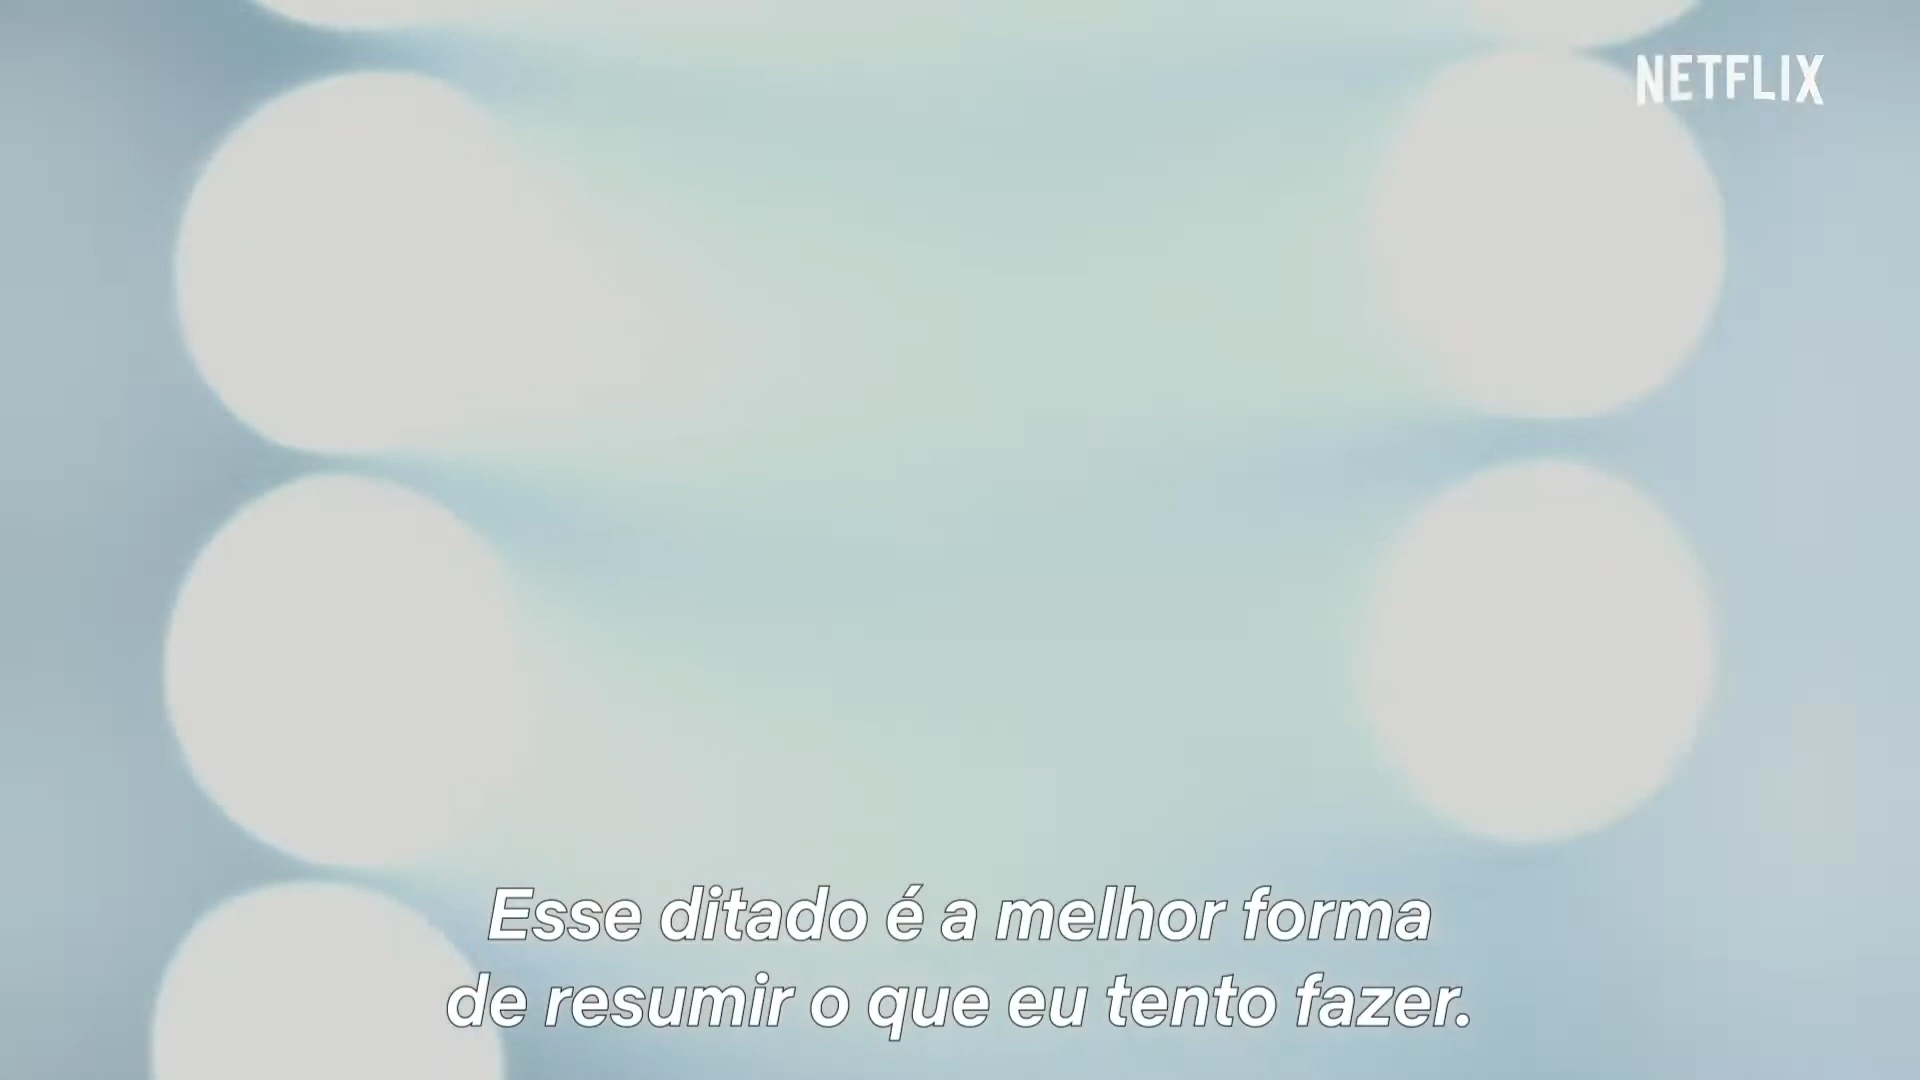 NETFLIX
Esse ditado é a melhor forma
de resumir o que eu tento fazer.